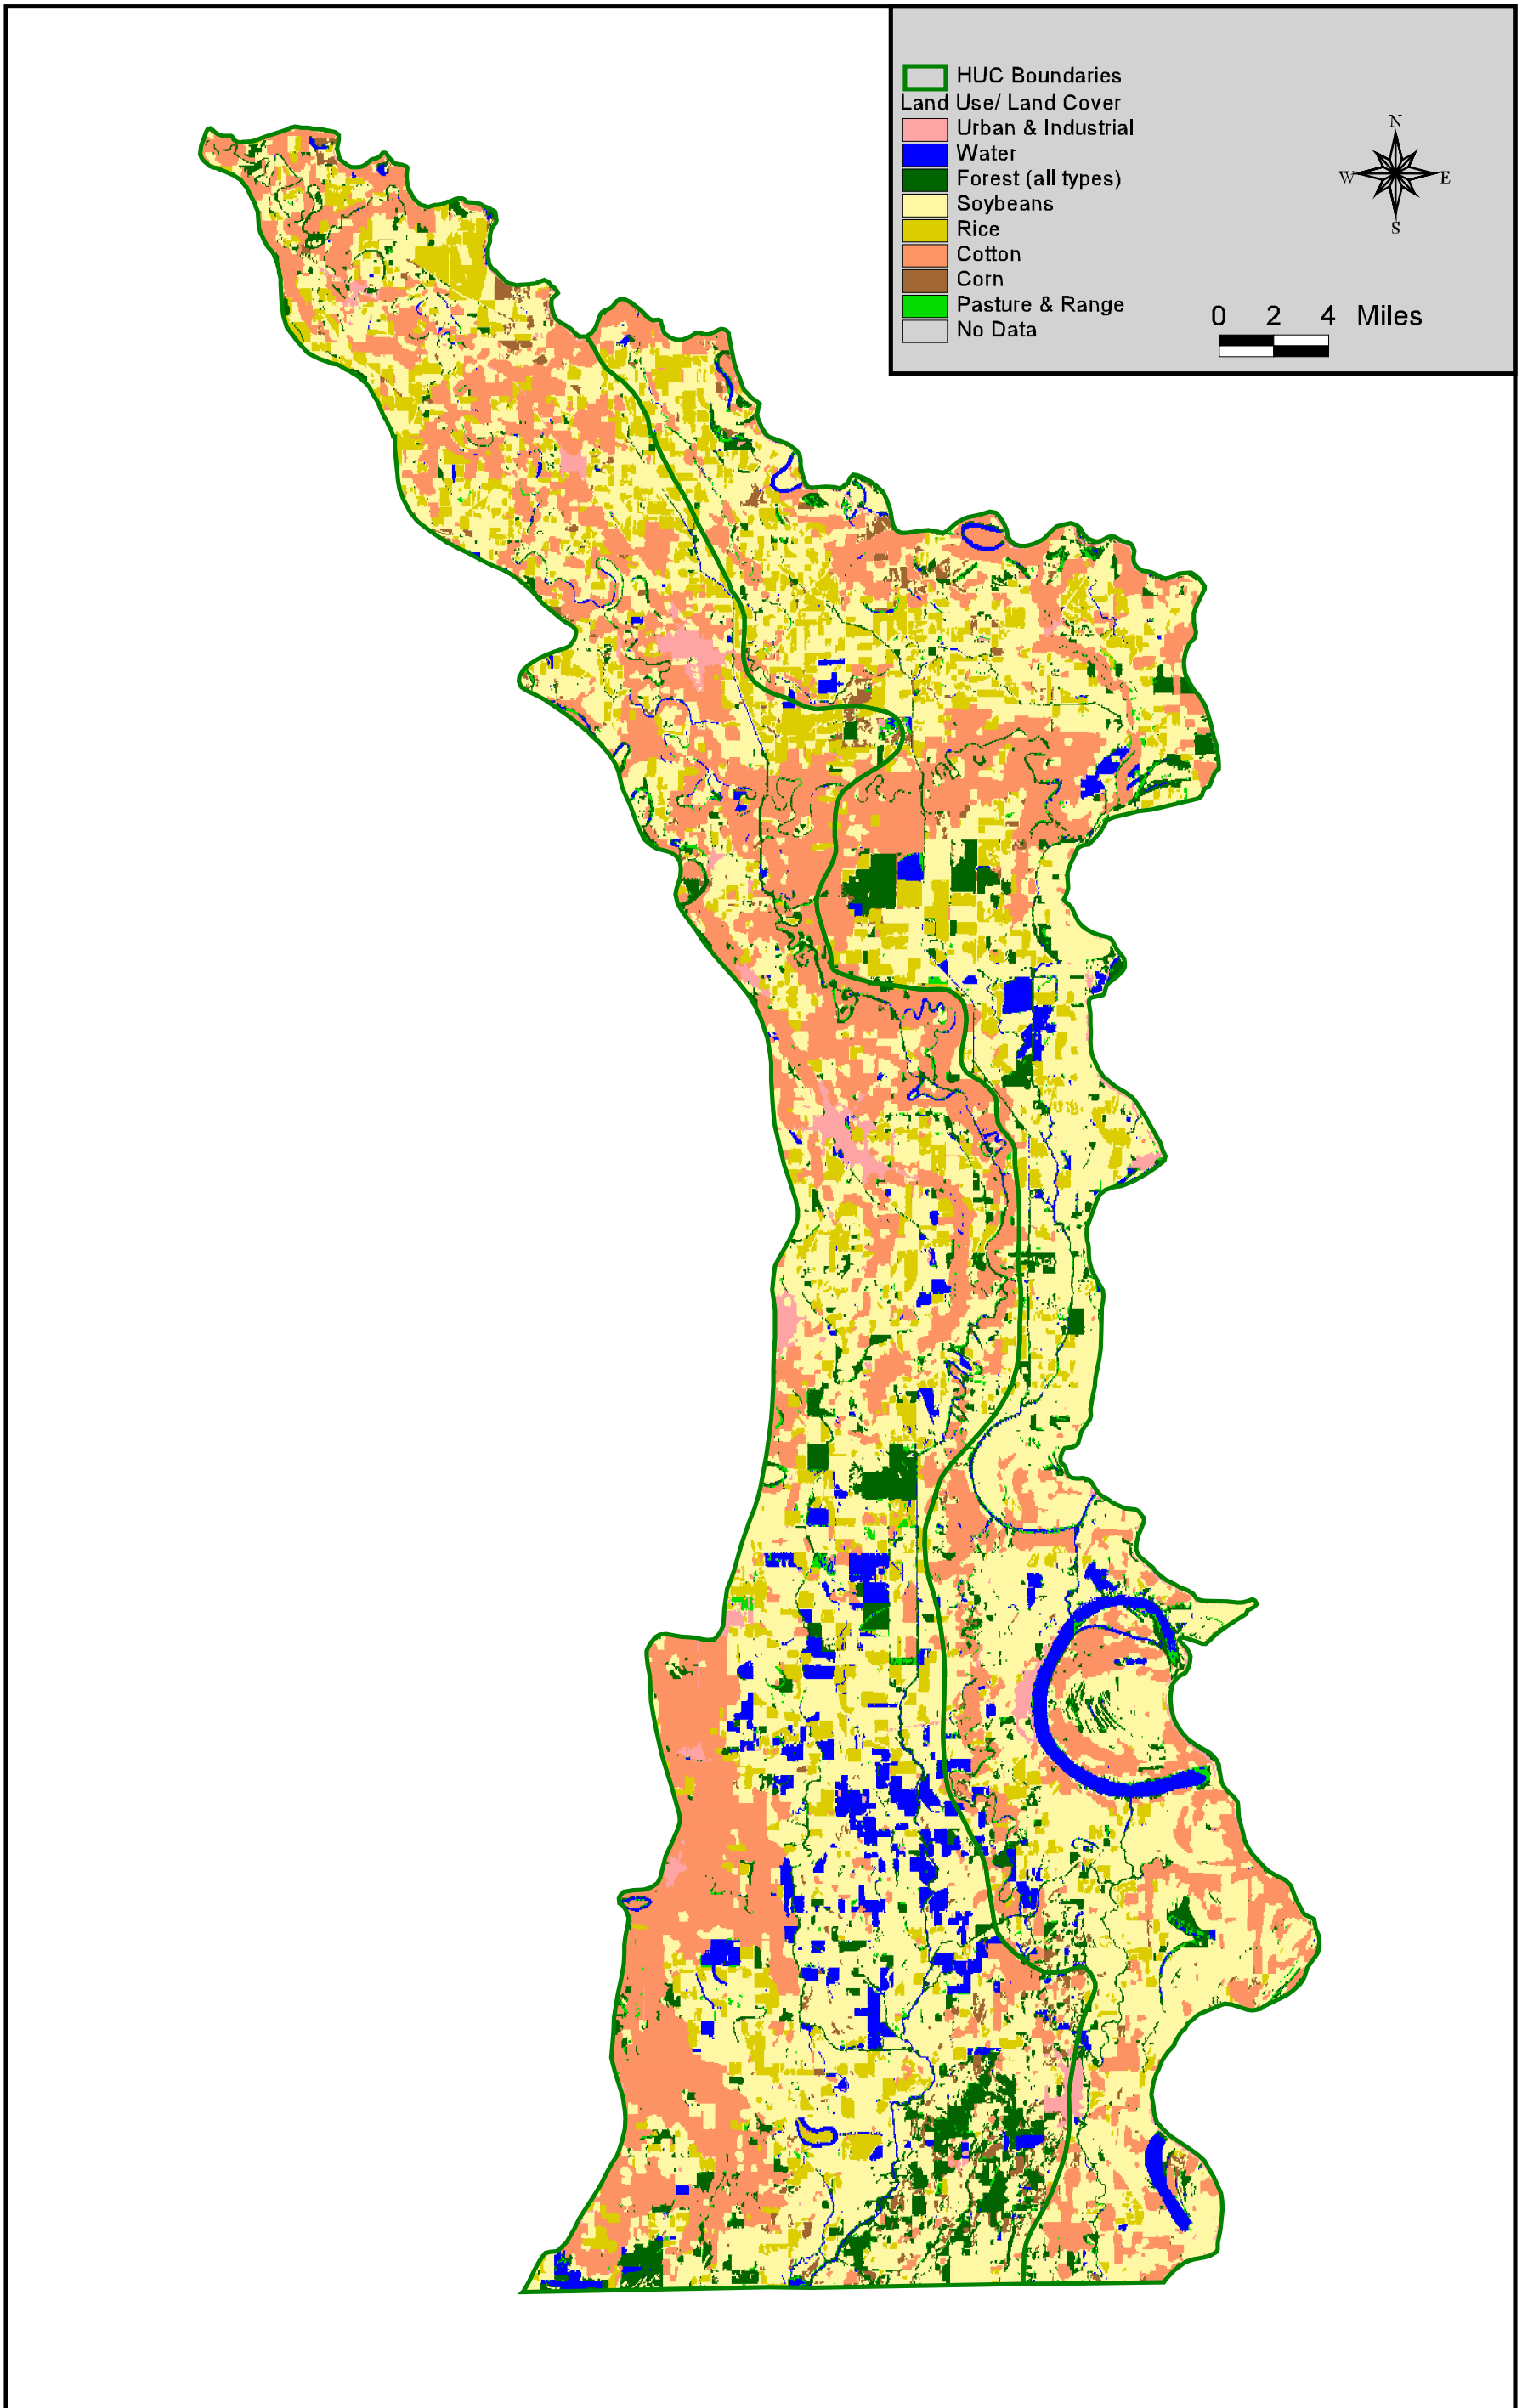 HUC Boundaries
Land Use/ Land Cover
Urban & Industrial
Water
Forest (all types)
Soybeans
Rice
Cotton
Corn
Pasture & Range
No Data
N
W E
S
0 2 4 Miles